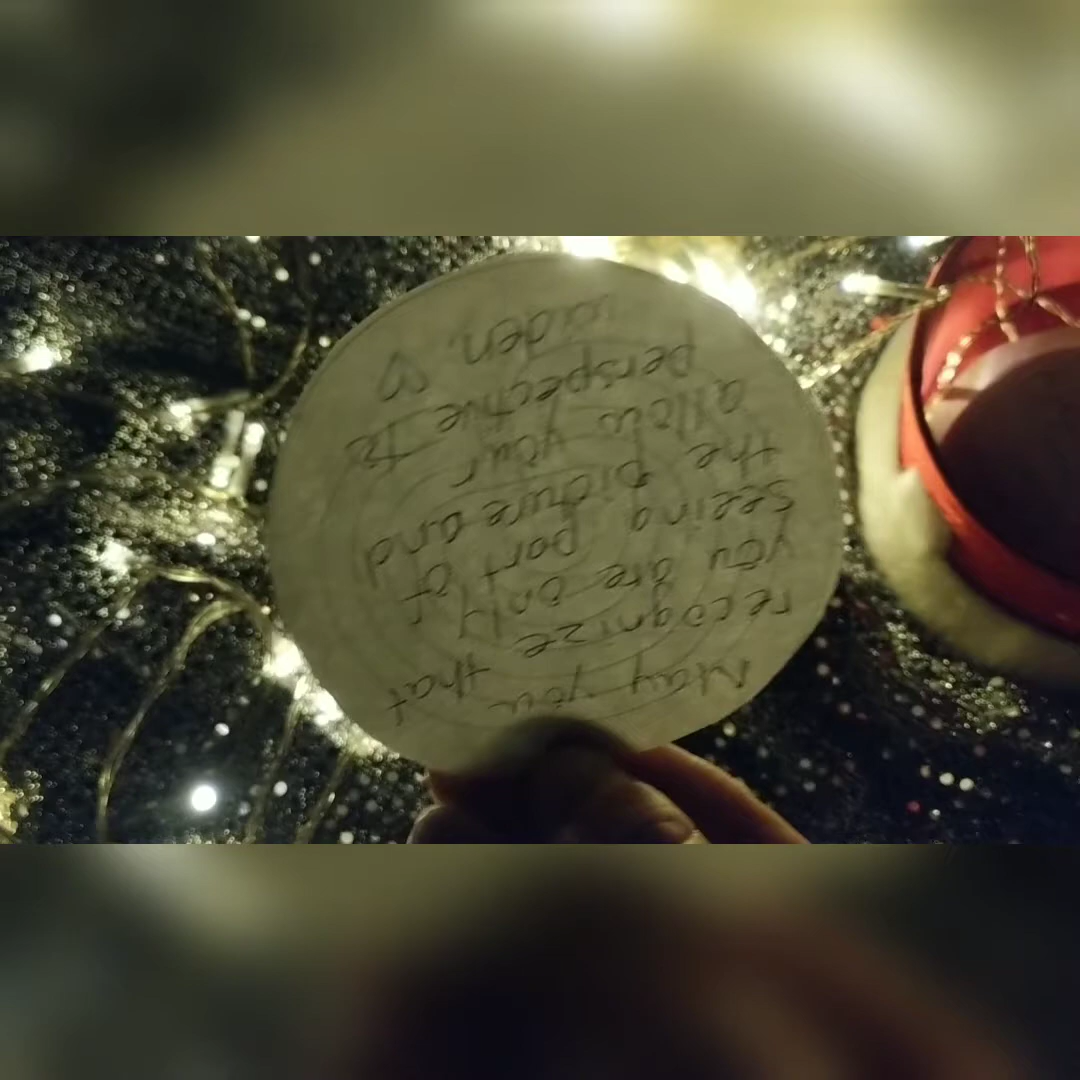 May you that
recognize
you are only
seeing part of
the picture and
allow your
perspective to
widen. ♡